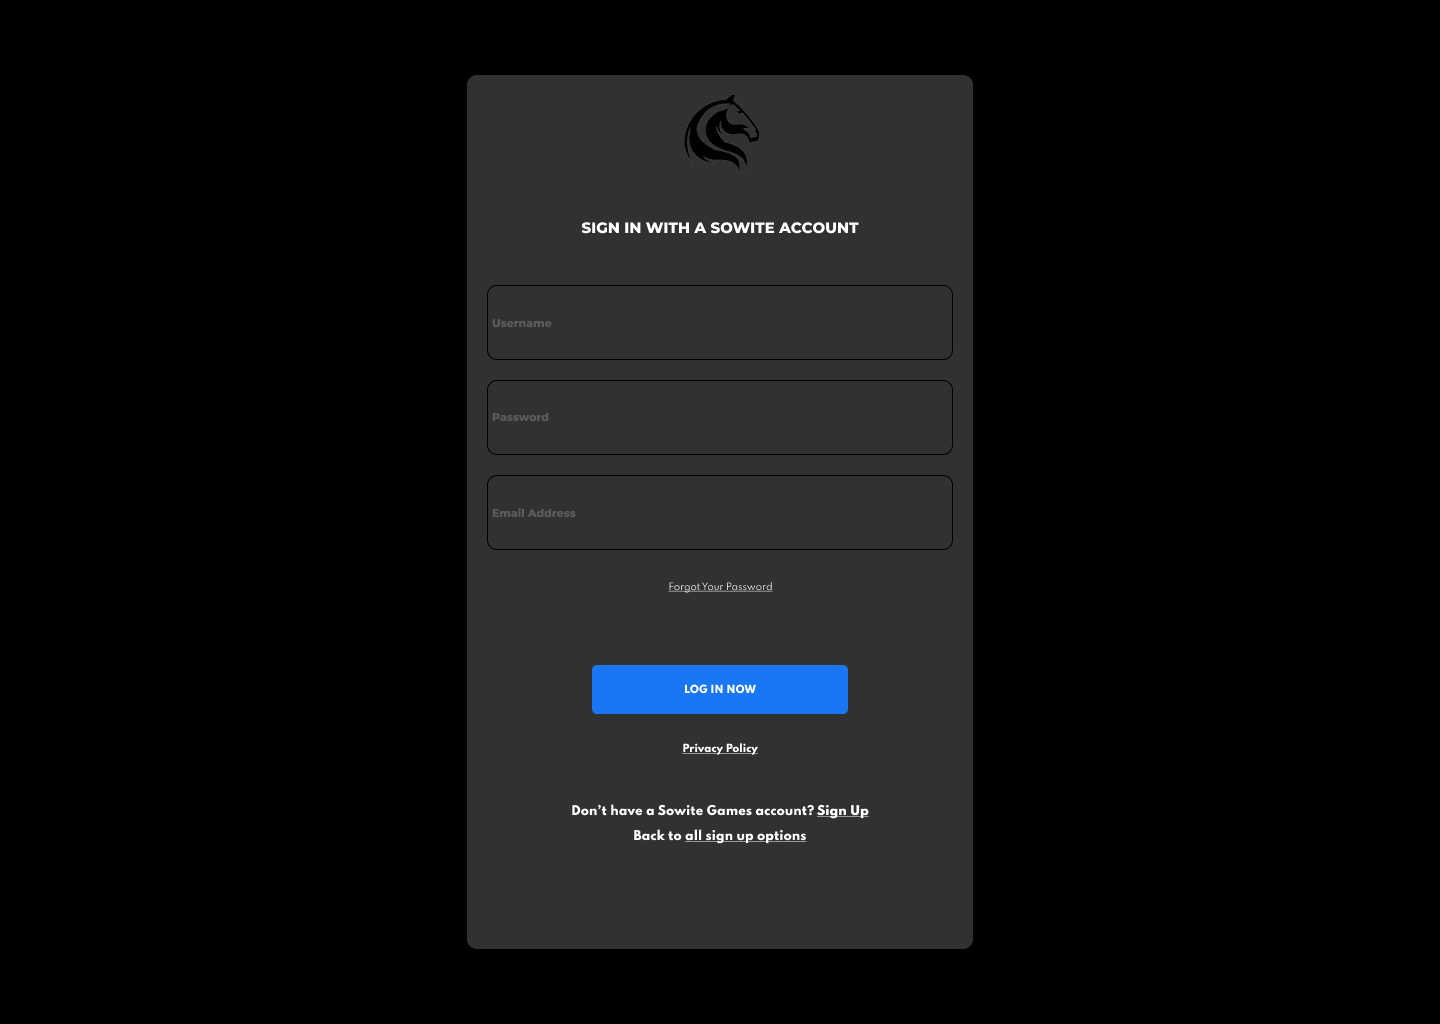 SIGN IN WITH A SOWITE ACCOUNT
Username
Password
Email Address
Forgot Your Password
LOG IN NOW
Privacy Policy
Don’t have a Sowite Games account? Sign Up
Back to all sign up options